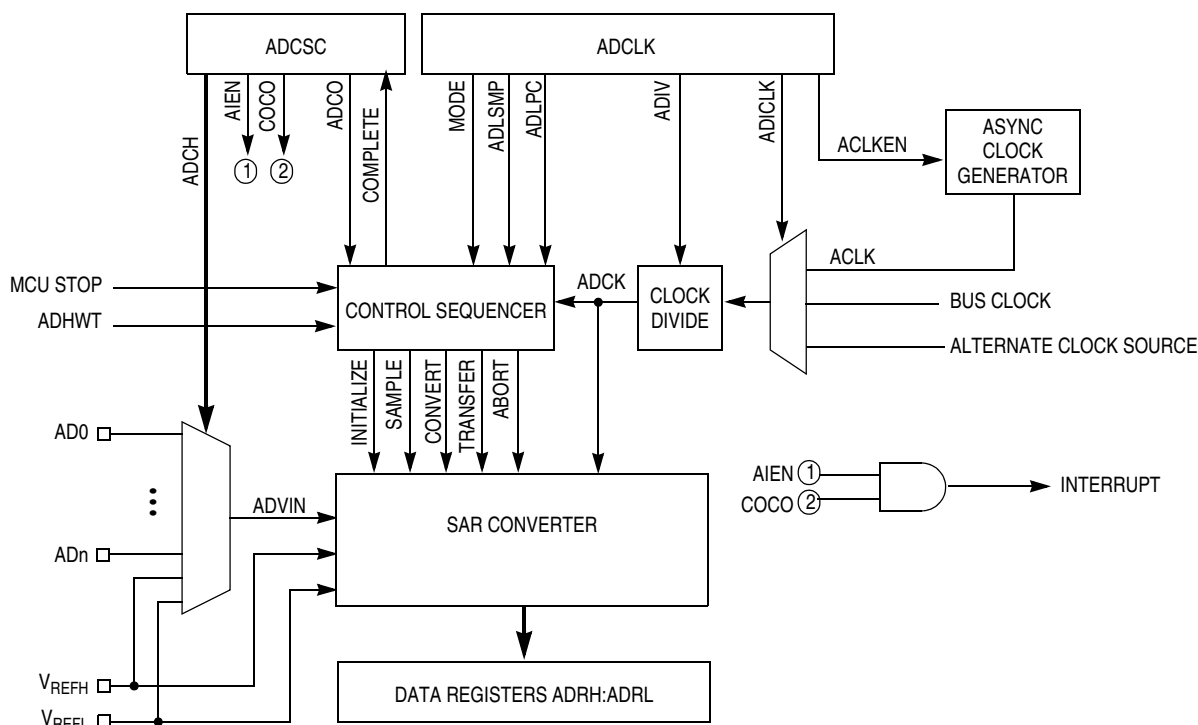 ADCSC
ADCLK
ADCH
AIEN
COCO
ADCO
COMPLETE
MODE
ADLSMP
ADLPC
ADIV
ADICLK
ACLKEN
ASYNC
CLOCK
GENERATOR
1
2
ACLK
MCU STOP
ADHWT
CONTROL SEQUENCER
ADCK
CLOCK
DIVIDE
BUS CLOCK
ALTERNATE CLOCK SOURCE
INITIALIZE
SAMPLE
CONVERT
TRANSFER
ABORT
AD0
•••
ADn
ADVIN
SAR CONVERTER
AIEN 1
COCO 2
INTERRUPT
VREFH
VREFL
DATA REGISTERS ADRH:ADRL